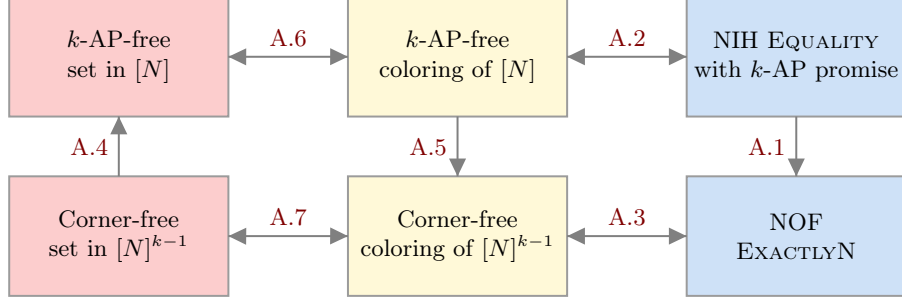 k-AP-free
set in [N]
A.6
k-AP-free
coloring of [N]
A.2
NIH EQUALITY
with k-AP promise
A.4
A.5
A.1
Corner-free
set in [N]^{k−1}
A.7
Corner-free
coloring of [N]^{k−1}
A.3
NOF
EXACTLYN